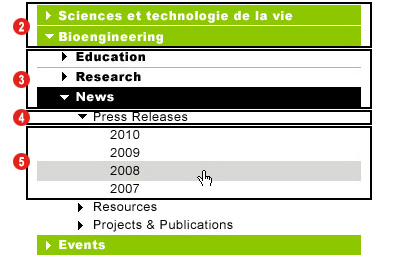 2 Sciences et technologie de la vie
Bioengineering
Education
3 Research
News
4 Press Releases
2010
2009
5 2008
2007
Resources
Projects & Publications
Events